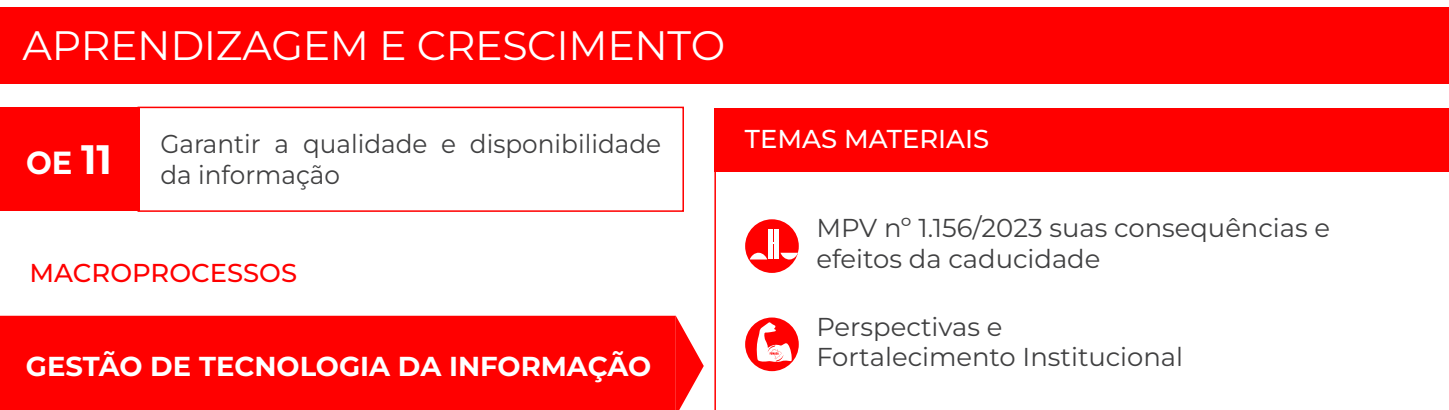 APRENDIZAGEM E CRESCIMENTO
OE 11
Garantir a qualidade e disponibilidade
da informação
MACROPROCESSOS
GESTÃO DE TECNOLOGIA DA INFORMAÇÃO
TEMAS MATERIAIS
MPV nº 1.156/2023 suas consequências e
efeitos da caducidade
Perspectivas e
Fortalecimento Institucional